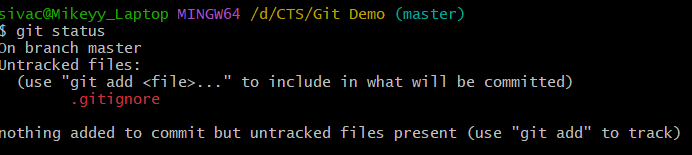 sivac@Mikeyy_Laptop MINGW64 /d/CTS/Git Demo (master)
$ git status
On branch master
Untracked files:
  (use "git add <file>..." to include in what will be committed)
        .gitignore

nothing added to commit but untracked files present (use "git add" to track)